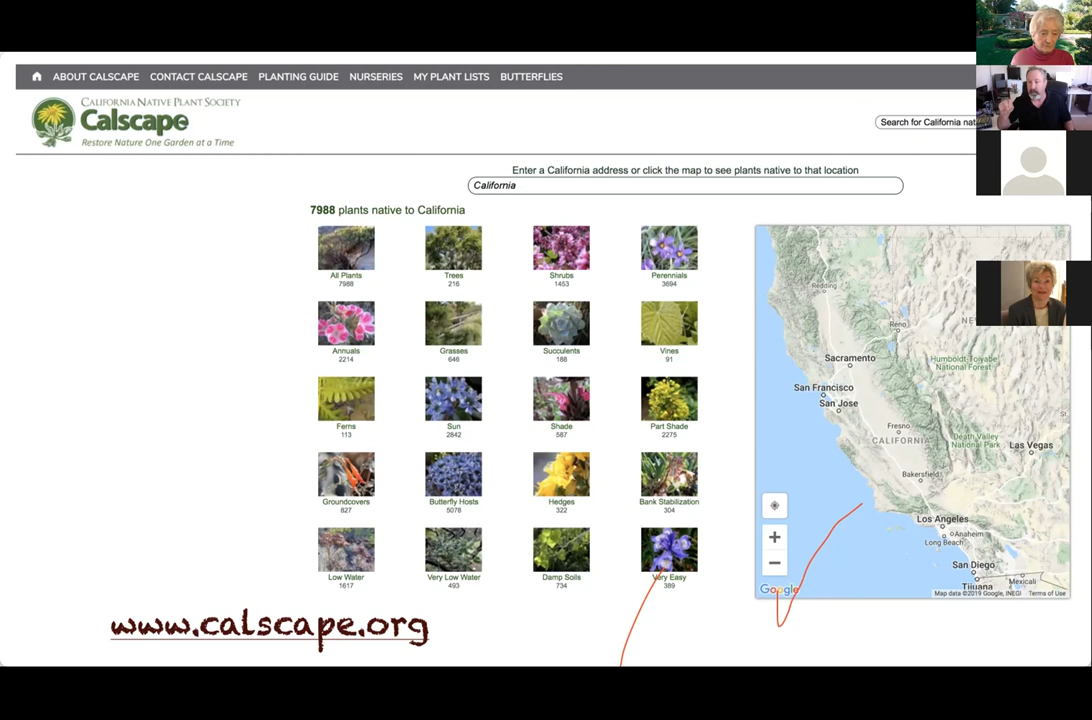 ABOUT CALSCAPE CONTACT CALSCAPE PLANTING GUIDE NURSERIES MY PLANT LISTS BUTTERFLIES
CALIFORNIA NATIVE PLANT SOCIETY
Calscape
Restore Nature One Garden at a Time
Search for California nat
Enter a California address or click the map to see plants native to that location
California
7988 plants native to California
All Plants Trees Shrubs Perennials
7988 216 1453 3694
Annuals Grasses Succulents Vines
2214 646 188 91
Ferns Sun Shade Part Shade
113 2842 587 2275
Groundcovers Butterfly Hosts Hedges Bank Stabilization
827 5078 322 304
Low Water Very Low Water Damp Soils Very Easy
1617 493 734 389
Redding
Reno
NE
Sacramento
Humboldt-Toiyabe
National Forest
San Francisco
San Jose
St
Fresno
CALIFORNIA
Death Valley
National Park
Las Vegas
Bakersfield
Los Angeles
Anaheim
Long Beach
San Diego
Tijuana
Mexicali
Google
Map data ©2019 Google, INEGI Terms of Use
www.calscape.org